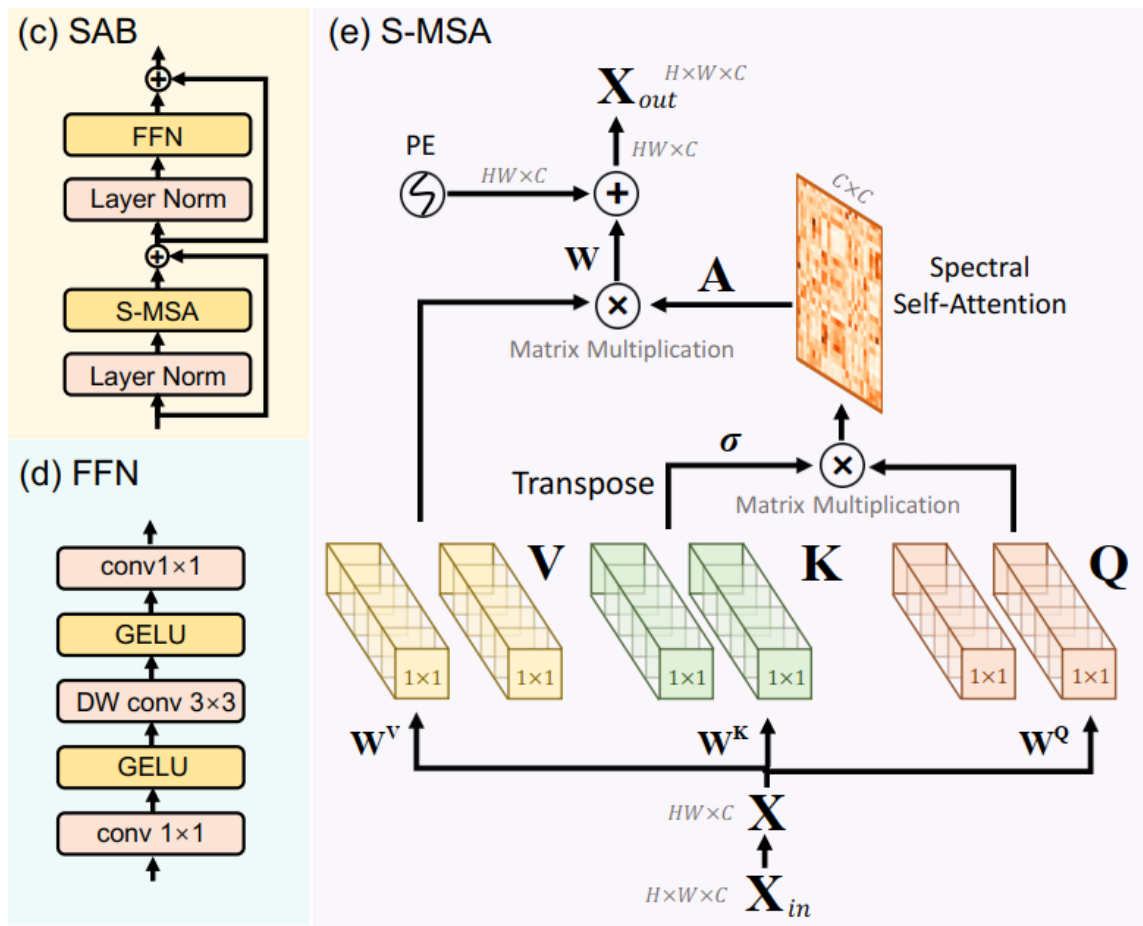 (c) SAB
FFN
Layer Norm
S-MSA
Layer Norm
(d) FFN
conv1×1
GELU
DW conv 3×3
GELU
conv 1×1
(e) S-MSA
X_out H×W×C
HW×C
PE
HW×C
C×C
W
A
Spectral
Self-Attention
Matrix Multiplication
σ
Transpose
Matrix Multiplication
V
K
Q
1×1
1×1
1×1
1×1
1×1
1×1
W^V
W^K
W^Q
HW×C X
H×W×C X_in